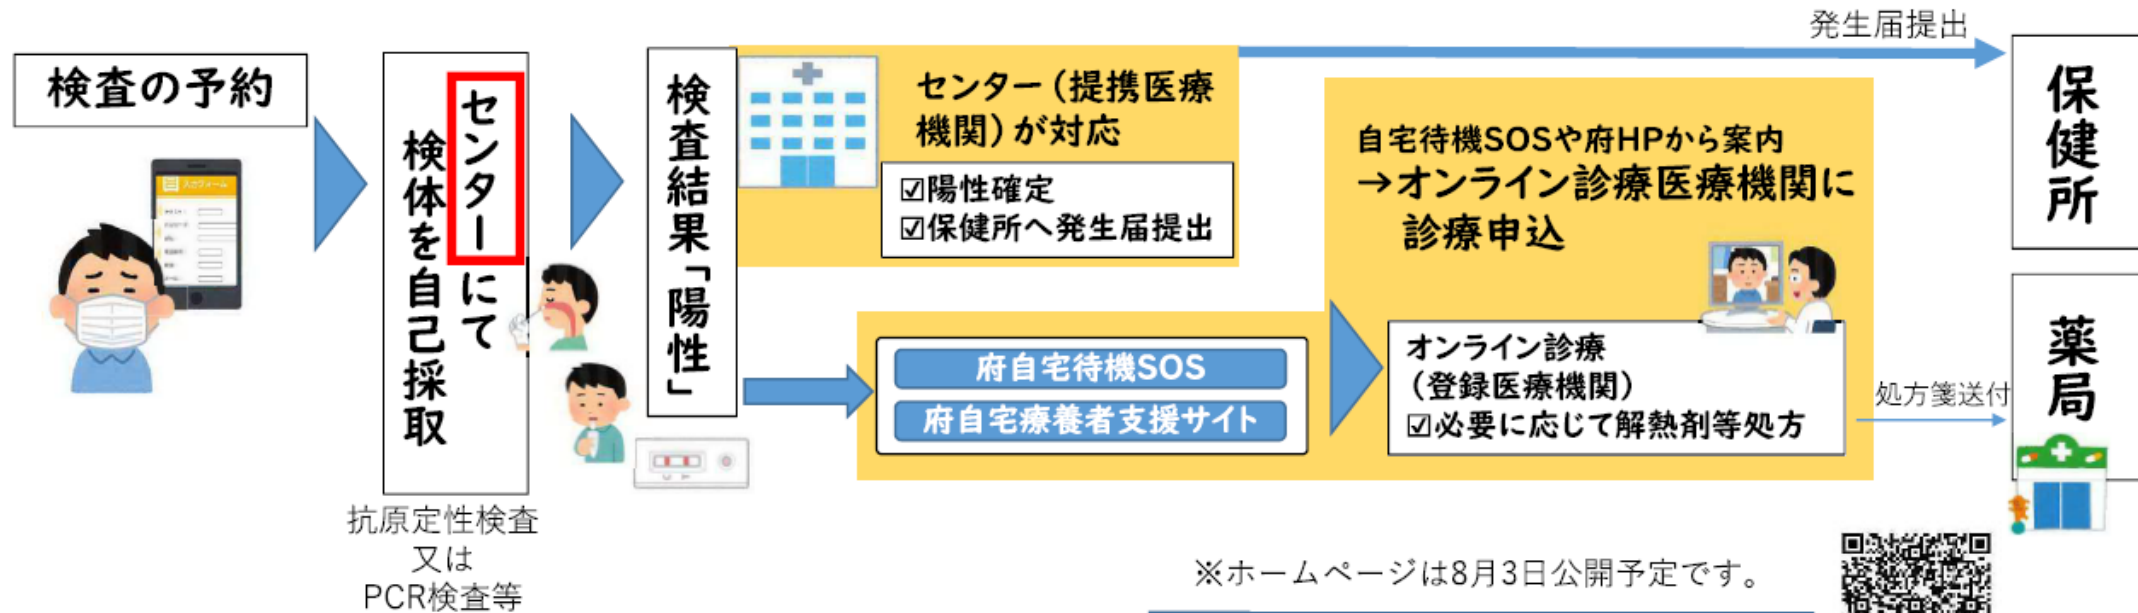 発生届提出
検査の予約
センターにて
検体を自己採取
抗原定性検査
又は
PCR検査等
検査結果「陽性」
センター（提携医療
機関）が対応
☑陽性確定
☑保健所へ発生届提出
府自宅待機SOS
府自宅療養者支援サイト
自宅待機SOSや府HPから案内
→オンライン診療医療機関に
診療申込
オンライン診療
（登録医療機関）
☑必要に応じて解熱剤等処方
処方箋送付
保健所
薬局
※ホームページは8月3日公開予定です。